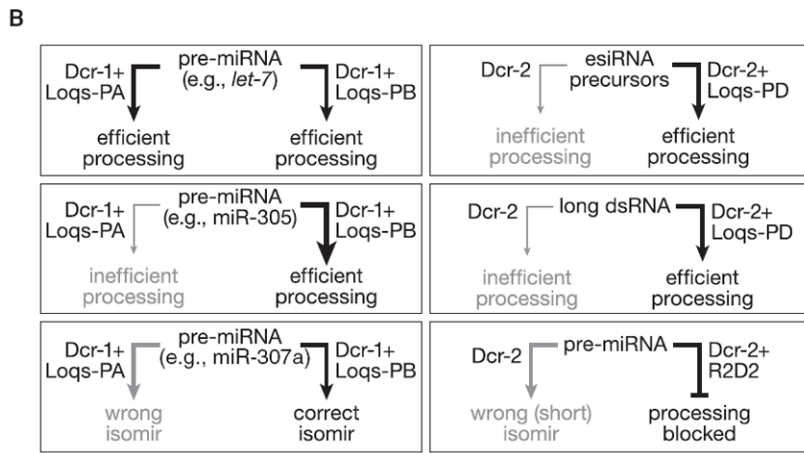 B
Dcr-1+
Loqs-PA
pre-miRNA
(e.g., let-7)
Dcr-1+
Loqs-PB
efficient
processing
efficient
processing
Dcr-2
esiRNA
precursors
Dcr-2+
Loqs-PD
inefficient
processing
efficient
processing
Dcr-1+
Loqs-PA
pre-miRNA
(e.g., miR-305)
Dcr-1+
Loqs-PB
inefficient
processing
efficient
processing
Dcr-2
long dsRNA
Dcr-2+
Loqs-PD
inefficient
processing
efficient
processing
Dcr-1+
Loqs-PA
pre-miRNA
(e.g., miR-307a)
Dcr-1+
Loqs-PB
wrong
isomir
correct
isomir
Dcr-2
pre-miRNA
Dcr-2+
R2D2
wrong (short)
isomir
processing
blocked